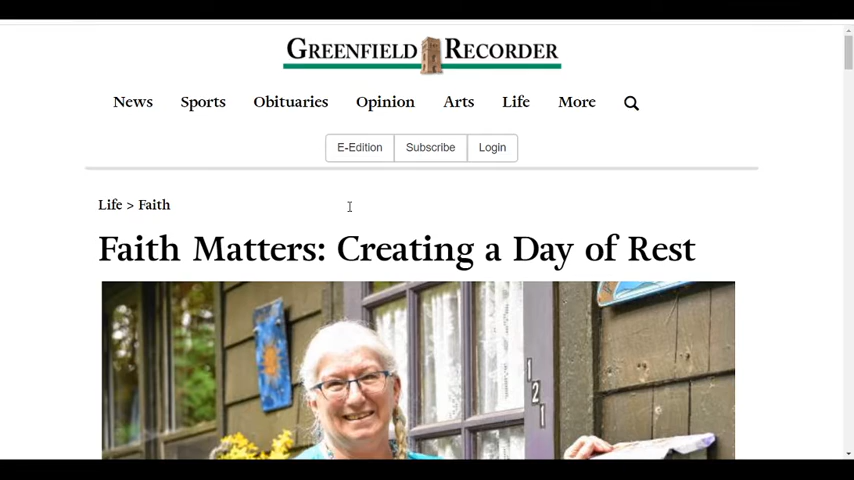 GREENFIELD RECORDER
News Sports Obituaries Opinion Arts Life More
E-Edition Subscribe Login
Life > Faith
Faith Matters: Creating a Day of Rest
121